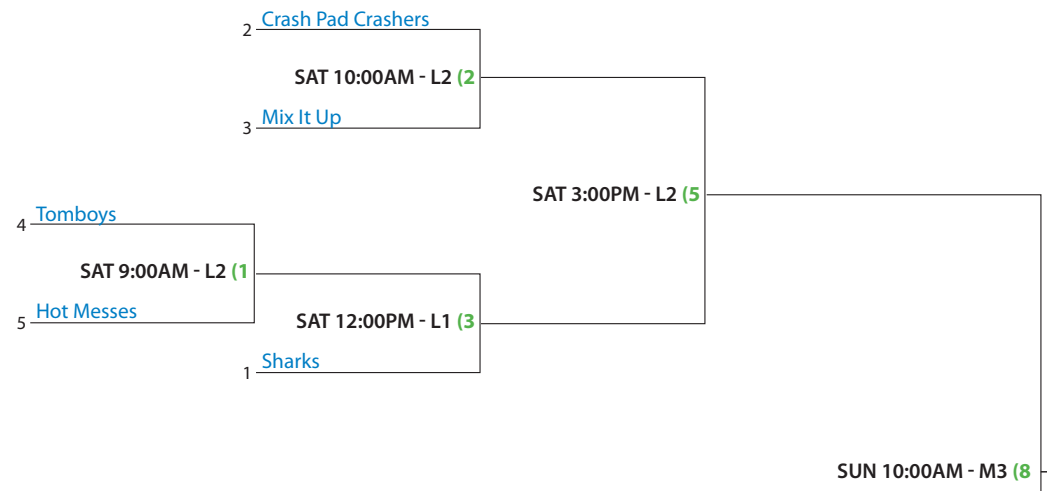 Crash Pad Crashers
2
SAT 10:00AM - L2 (2
Mix It Up
3
SAT 3:00PM - L2 (5
Tomboys
4
SAT 9:00AM - L2 (1
Hot Messes
5
SAT 12:00PM - L1 (3
Sharks
1
SUN 10:00AM - M3 (8